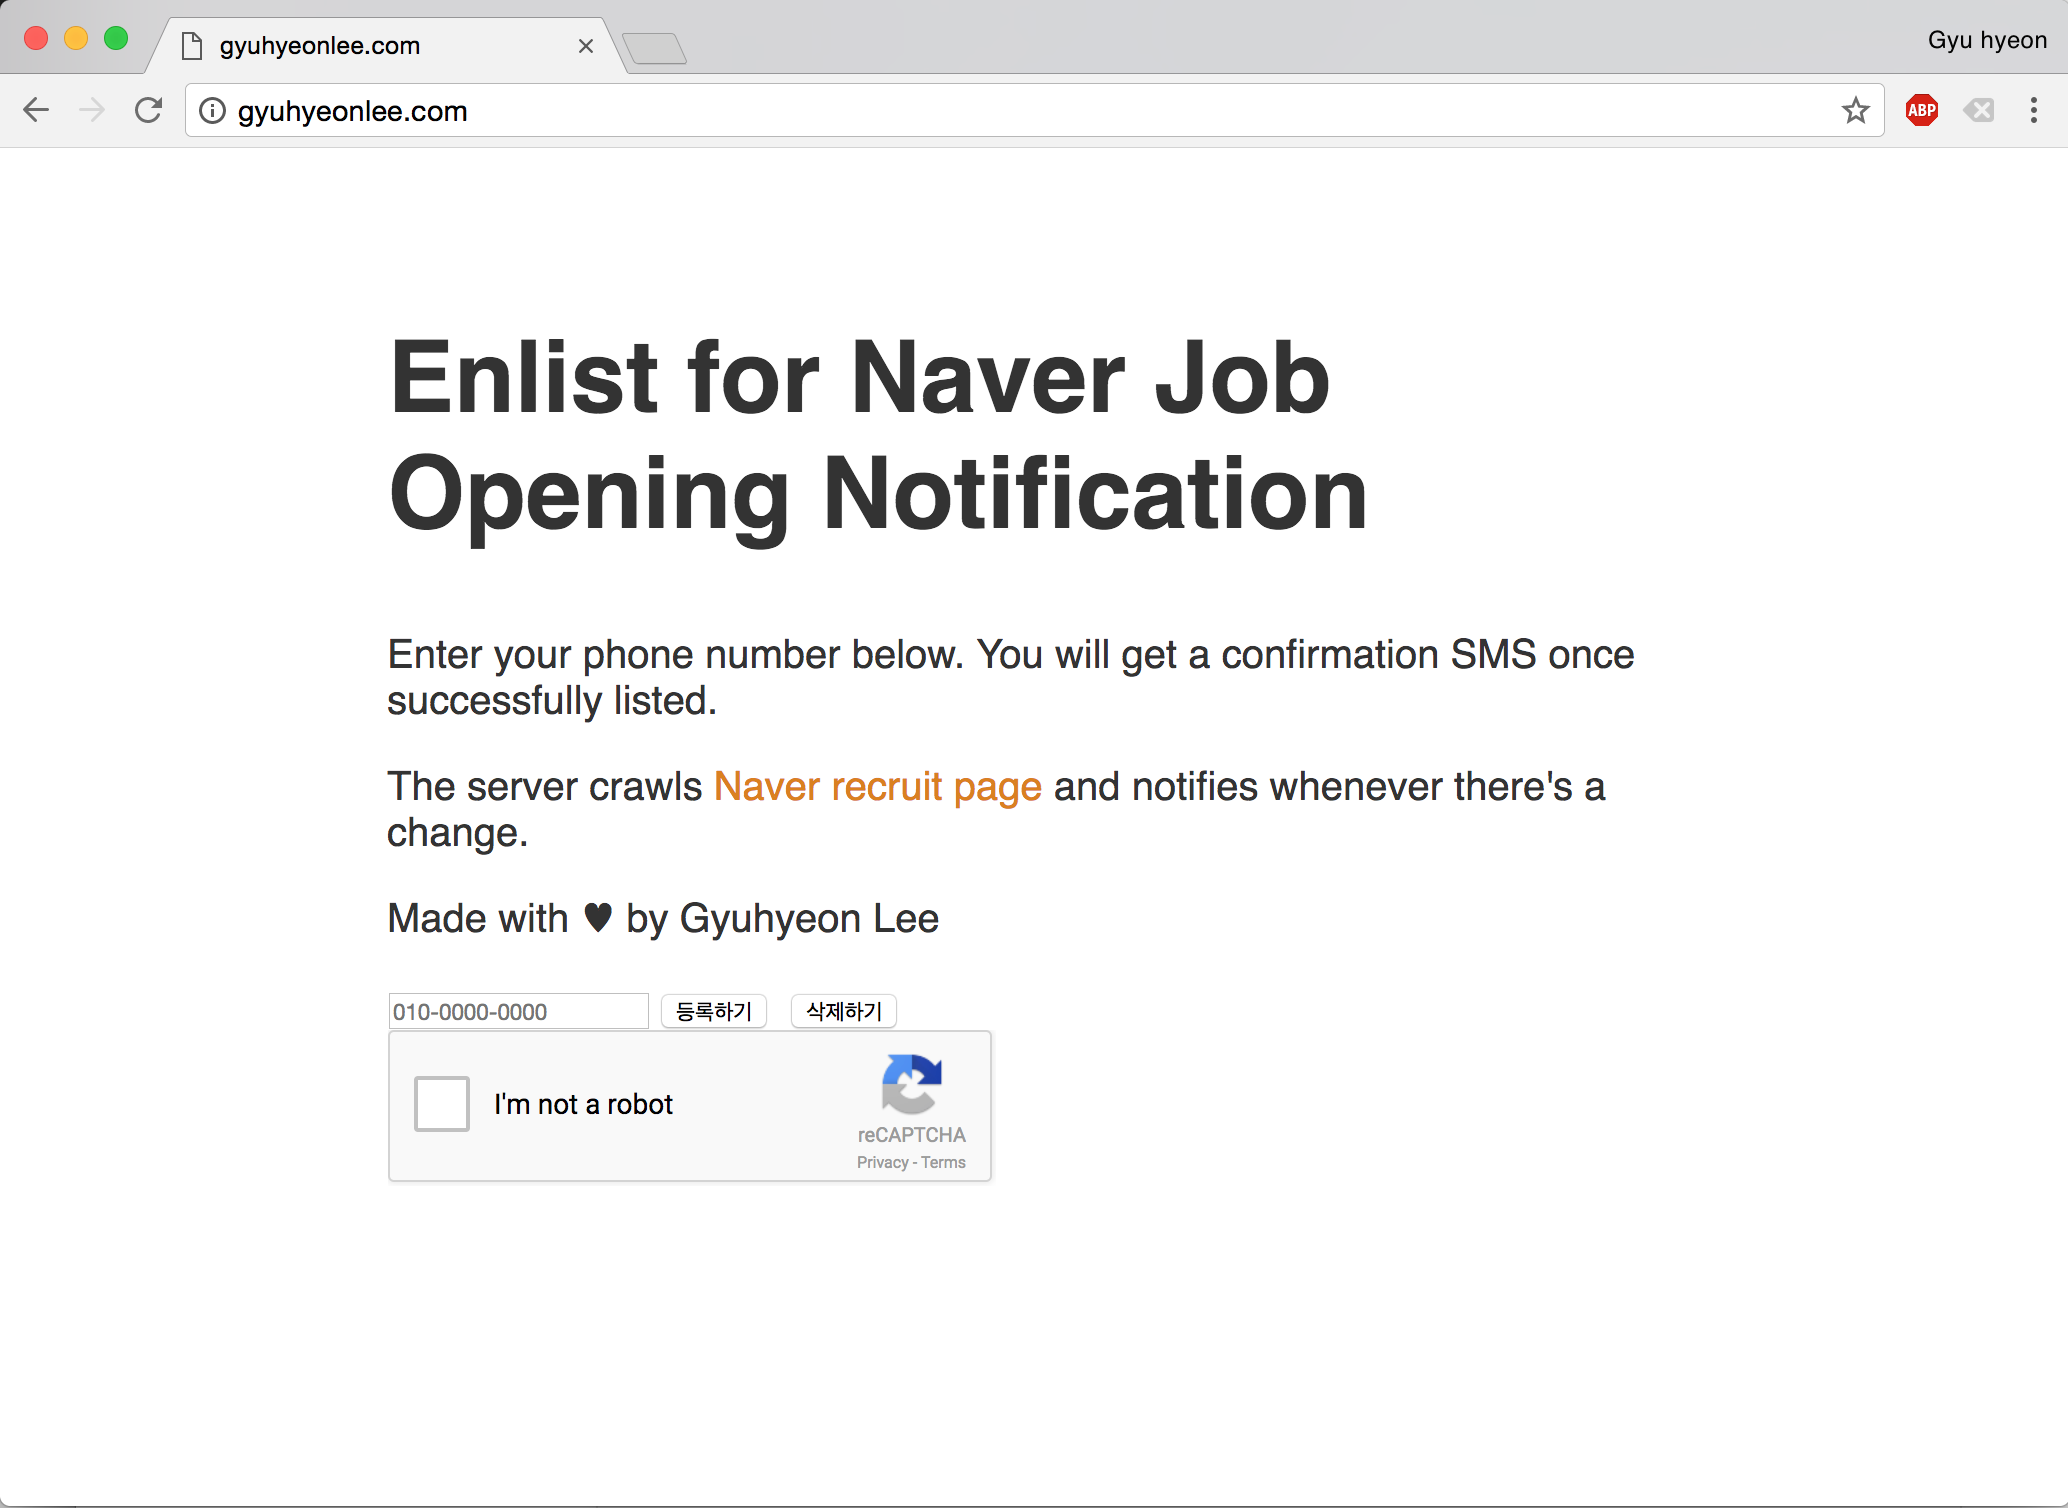 gyuhyeonlee.com
Gyu hyeon
gyuhyeonlee.com
ABP
Enlist for Naver Job
Opening Notification
Enter your phone number below. You will get a confirmation SMS once
successfully listed.
The server crawls Naver recruit page and notifies whenever there's a
change.
Made with ♥ by Gyuhyeon Lee
010-0000-0000 등록하기 삭제하기
I'm not a robot
reCAPTCHA
Privacy - Terms